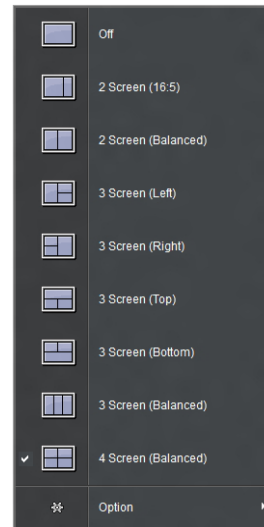 Off
2 Screen (16:5)
2 Screen (Balanced)
3 Screen (Left)
3 Screen (Right)
3 Screen (Top)
3 Screen (Bottom)
3 Screen (Balanced)
4 Screen (Balanced)
Option